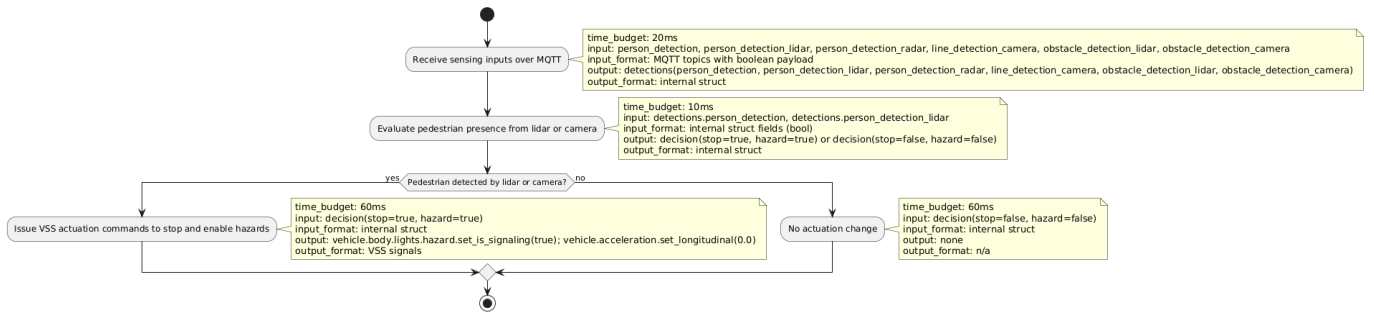 Receive sensing inputs over MQTT
time_budget: 20ms
input: person_detection, person_detection_lidar, person_detection_radar, line_detection_camera, obstacle_detection_lidar, obstacle_detection_camera
input_format: MQTT topics with boolean payload
output: detections(person_detection, person_detection_lidar, person_detection_radar, line_detection_camera, obstacle_detection_lidar, obstacle_detection_camera)
output_format: internal struct
Evaluate pedestrian presence from lidar or camera
time_budget: 10ms
input: detections.person_detection, detections.person_detection_lidar
input_format: internal struct fields (bool)
output: decision(stop=true, hazard=true) or decision(stop=false, hazard=false)
output_format: internal struct
yes
Pedestrian detected by lidar or camera?
no
Issue VSS actuation commands to stop and enable hazards
time_budget: 60ms
input: decision(stop=true, hazard=true)
input_format: internal struct
output: vehicle.body.lights.hazard.set_is_signaling(true); vehicle.acceleration.set_longitudinal(0.0)
output_format: VSS signals
No actuation change
time_budget: 60ms
input: decision(stop=false, hazard=false)
input_format: internal struct
output: none
output_format: n/a